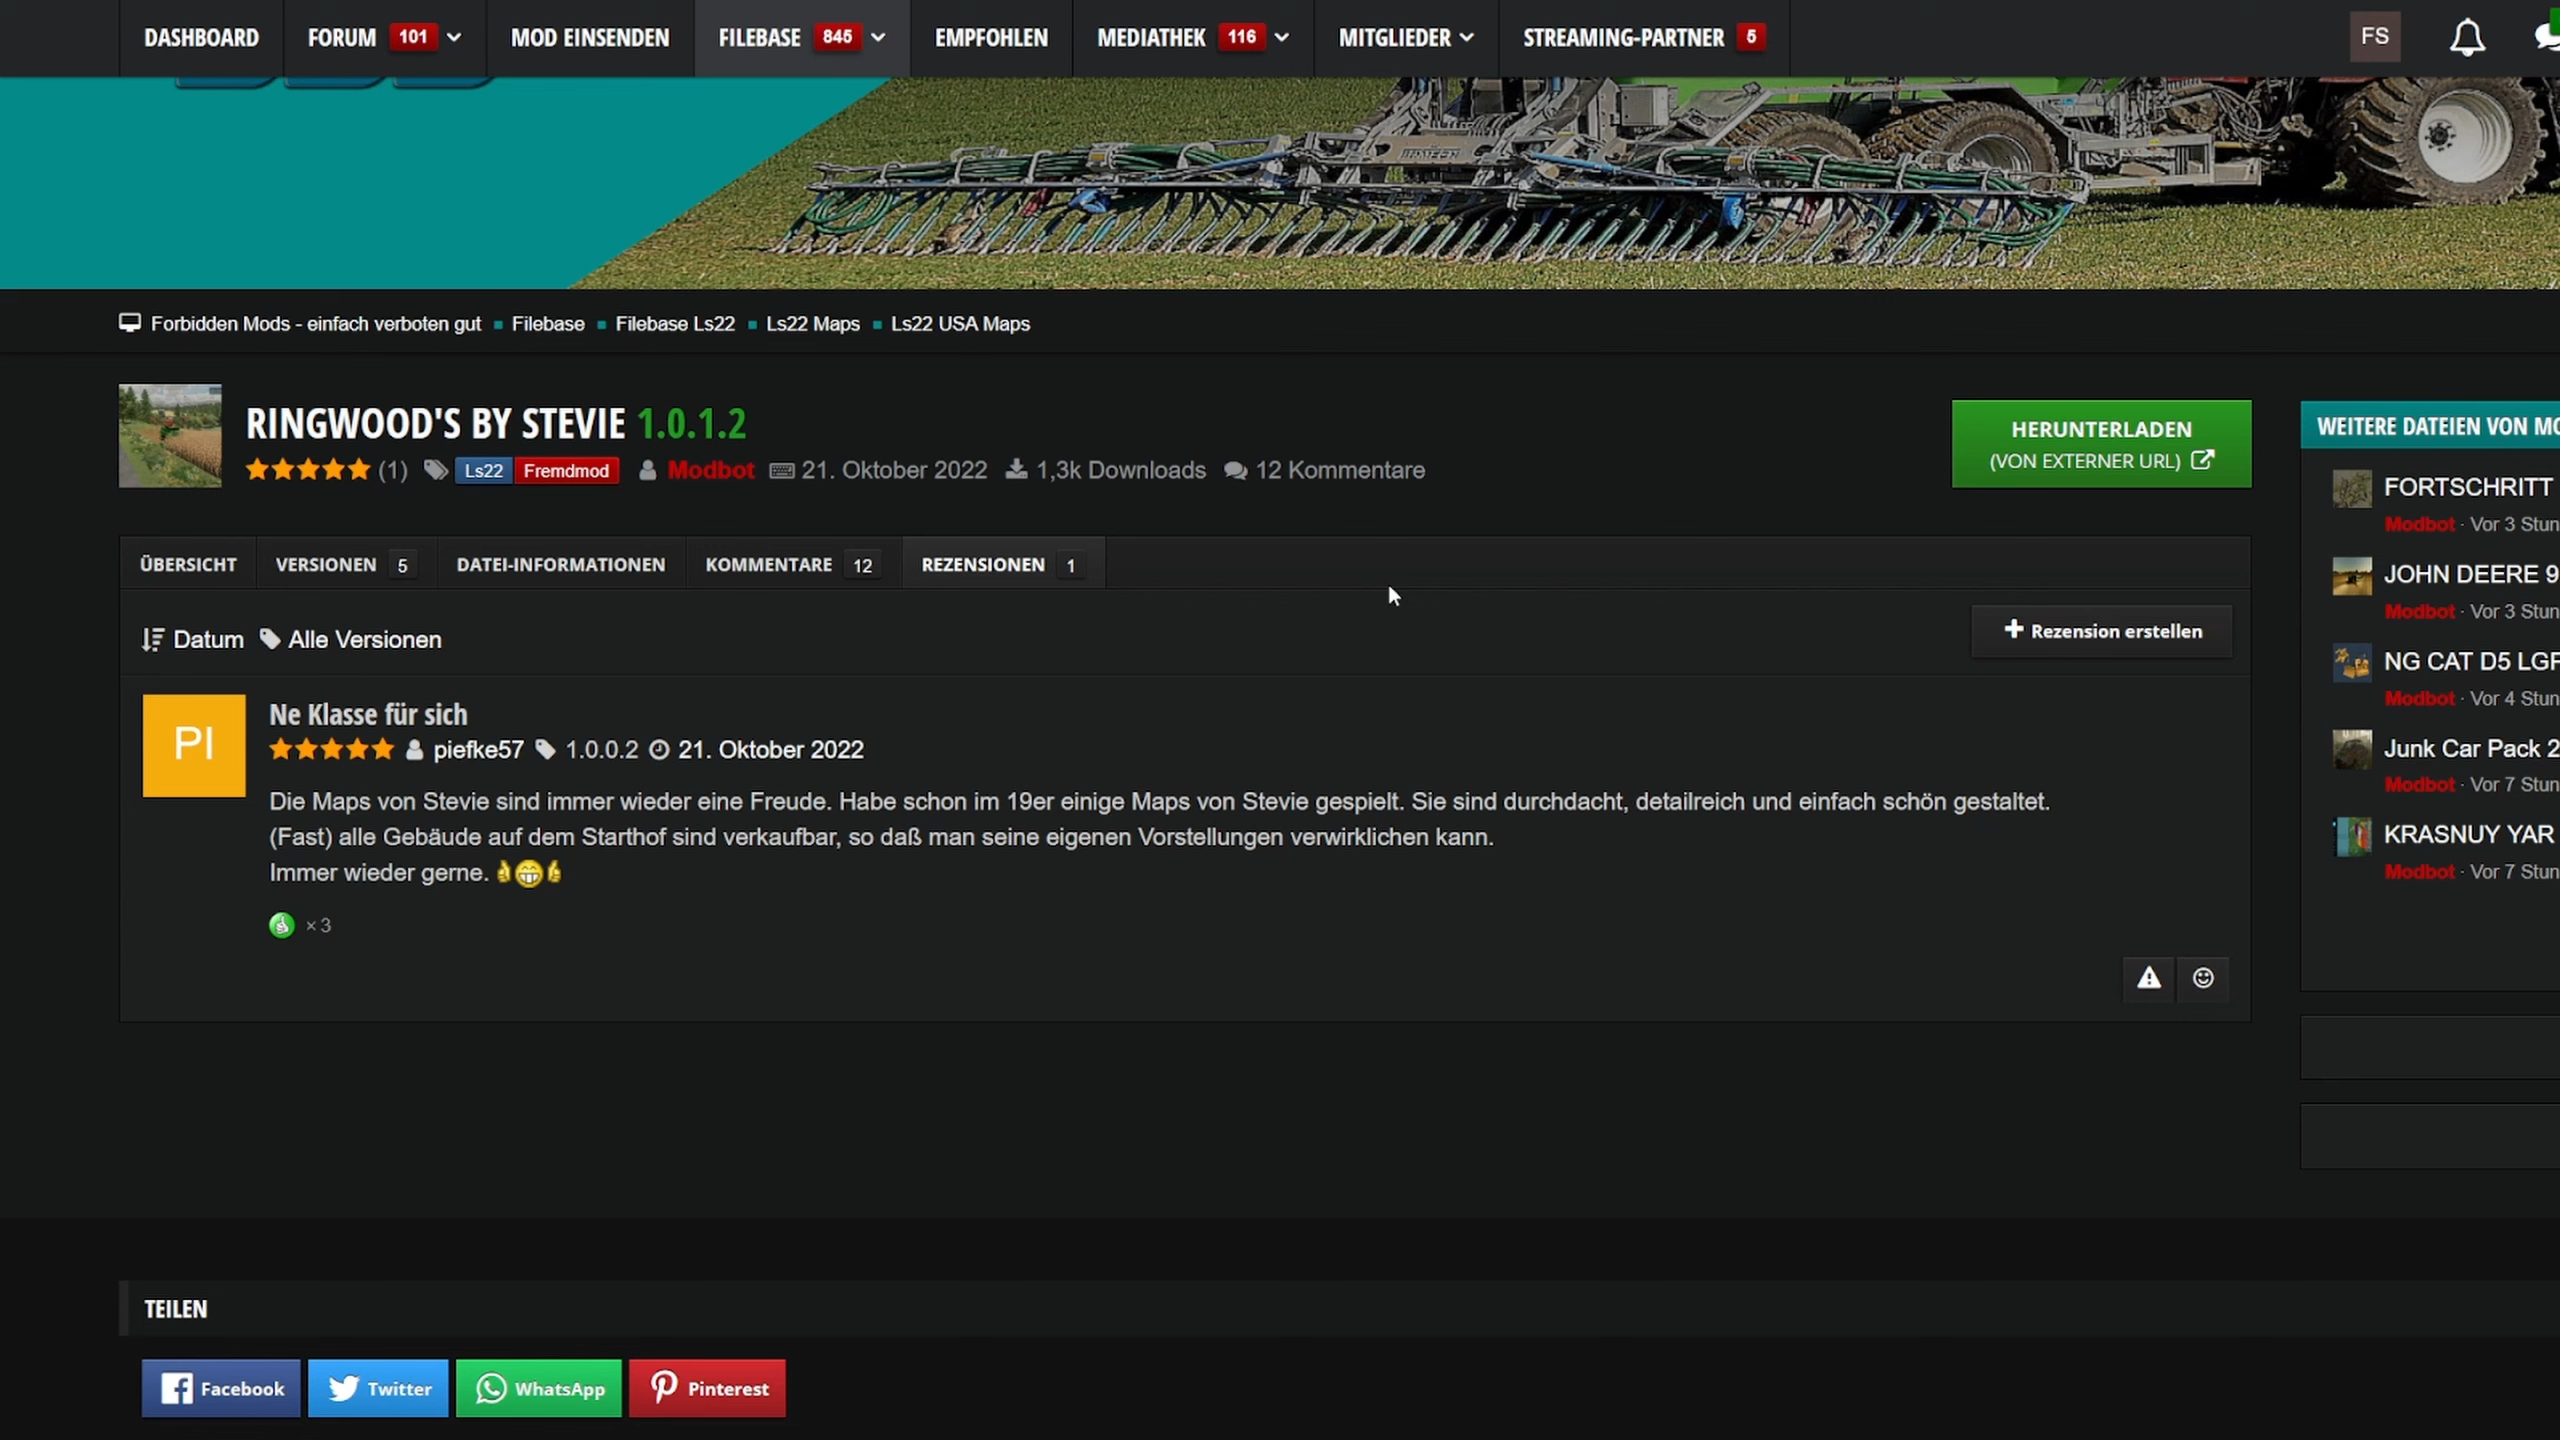 DASHBOARD FORUM 101 MOD EINSENDEN FILEBASE 845 EMPFOHLEN MEDIATHEK 116 MITGLIEDER STREAMING-PARTNER 5 FS
Forbidden Mods - einfach verboten gut Filebase Filebase Ls22 Ls22 Maps Ls22 USA Maps
RINGWOOD'S BY STEVIE 1.0.1.2
(1) Ls22 Fremdmod Modbot 21. Oktober 2022 1,3k Downloads 12 Kommentare
HERUNTERLADEN
(VON EXTERNER URL)
ÜBERSICHT VERSIONEN 5 DATEI-INFORMATIONEN KOMMENTARE 12 REZENSIONEN 1
Datum Alle Versionen
Rezension erstellen
PI
Ne Klasse für sich
piefke57 1.0.0.2 21. Oktober 2022
Die Maps von Stevie sind immer wieder eine Freude. Habe schon im 19er einige Maps von Stevie gespielt. Sie sind durchdacht, detailreich und einfach schön gestaltet.
(Fast) alle Gebäude auf dem Starthof sind verkaufbar, so daß man seine eigenen Vorstellungen verwirklichen kann.
Immer wieder gerne.
× 3
WEITERE DATEIEN VON MO
FORTSCHRITT
Modbot · Vor 3 Stun
JOHN DEERE 9
Modbot · Vor 3 Stun
NG CAT D5 LGP
Modbot · Vor 4 Stun
Junk Car Pack 2
Modbot · Vor 7 Stun
KRASNUY YAR
Modbot · Vor 7 Stun
TEILEN
Facebook Twitter WhatsApp Pinterest